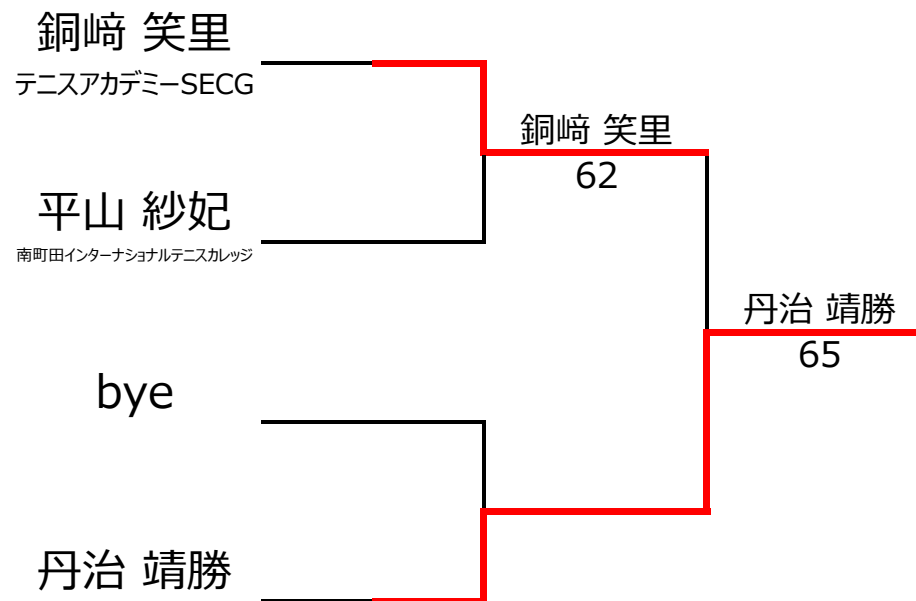 銅﨑 笑里
テニスアカデミーSECG
銅﨑 笑里
62
平山 紗妃
南町田インターナショナルテニスカレッジ
丹治 靖勝
65
bye
丹治 靖勝